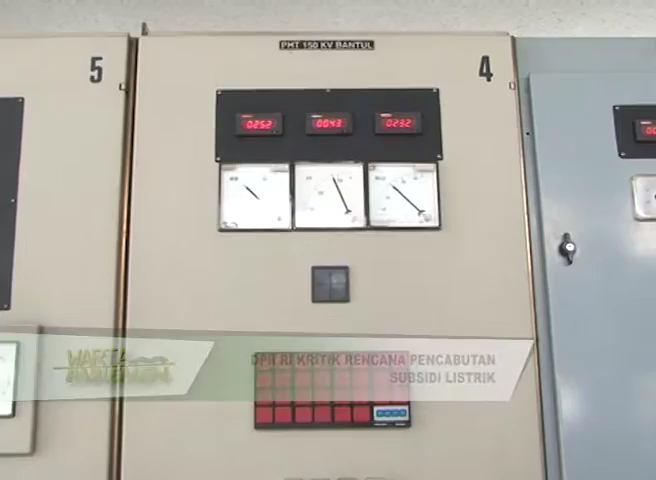 PHT 150 KV BANTUL
5
4
0252
0043
0232
WARTA
DPR RI KRITIK RENCANA PENCABUTAN
SUBSIDI LISTRIK